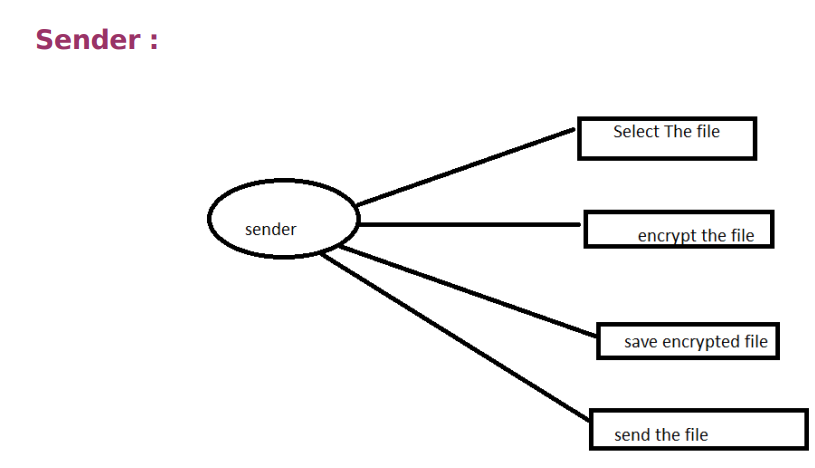 Sender :
Select The file
sender
encrypt the file
save encrypted file
send the file